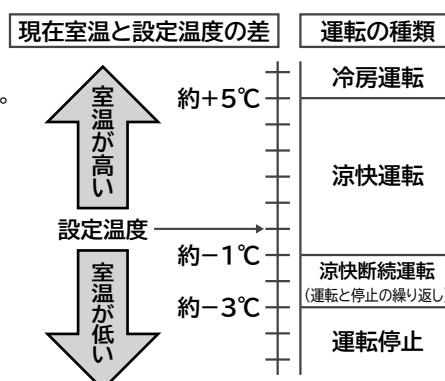 現在室温と設定温度の差
運転の種類
。
室温が高い
約+5℃
冷房運転
涼快運転
設定温度
約−1℃
涼快断続運転
(運転と停止の繰り返し)
約−3℃
室温が低い
運転停止